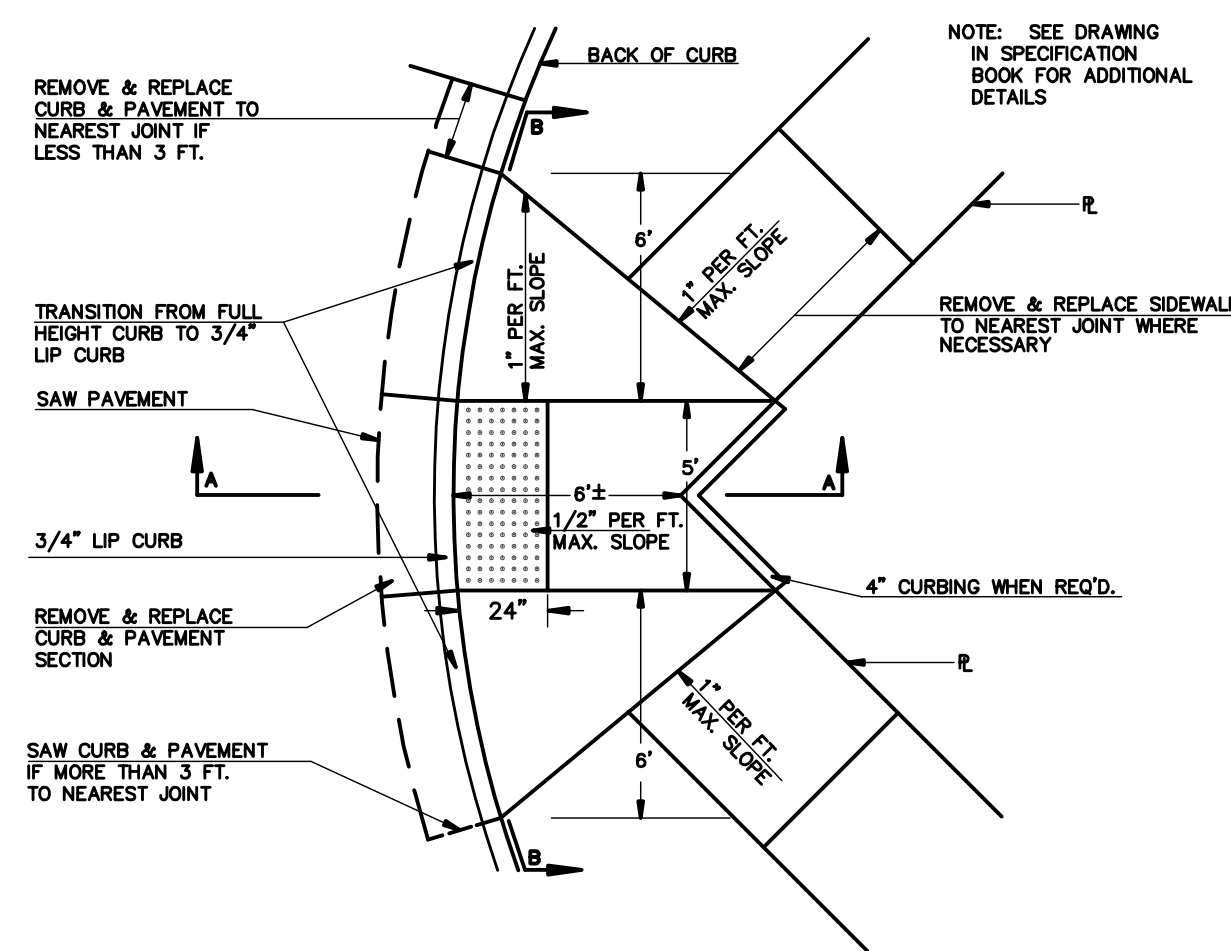 NOTE: SEE DRAWING
IN SPECIFICATION
BOOK FOR ADDITIONAL
DETAILS
BACK OF CURB
REMOVE & REPLACE
CURB & PAVEMENT TO
NEAREST JOINT IF
LESS THAN 3 FT.
B
℄
6'
1" PER FT.
MAX. SLOPE
1" PER FT.
MAX. SLOPE
TRANSITION FROM FULL
HEIGHT CURB TO 3/4"
LIP CURB
REMOVE & REPLACE SIDEWALK
TO NEAREST JOINT WHERE
NECESSARY
SAW PAVEMENT
A
5'
A
6'±
1/2" PER FT.
MAX. SLOPE
3/4" LIP CURB
4" CURBING WHEN REQ'D.
24"
REMOVE & REPLACE
CURB & PAVEMENT
SECTION
℄
1" PER FT.
MAX. SLOPE
6'
SAW CURB & PAVEMENT
IF MORE THAN 3 FT.
TO NEAREST JOINT
B